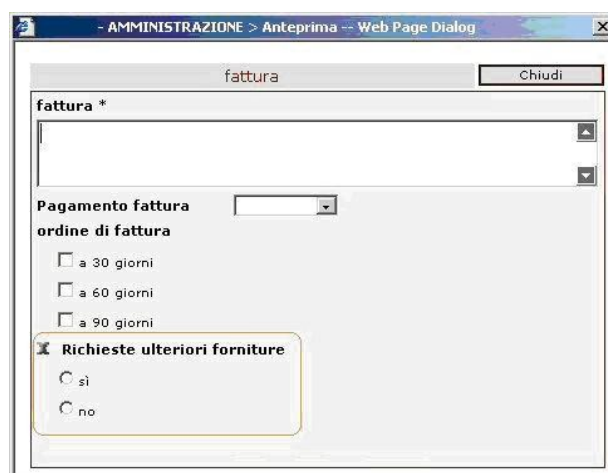 - AMMINISTRAZIONE > Anteprima -- Web Page Dialog
fattura
Chiudi
fattura *
Pagamento fattura
ordine di fattura
a 30 giorni
a 60 giorni
a 90 giorni
Richieste ulteriori forniture
sì
no